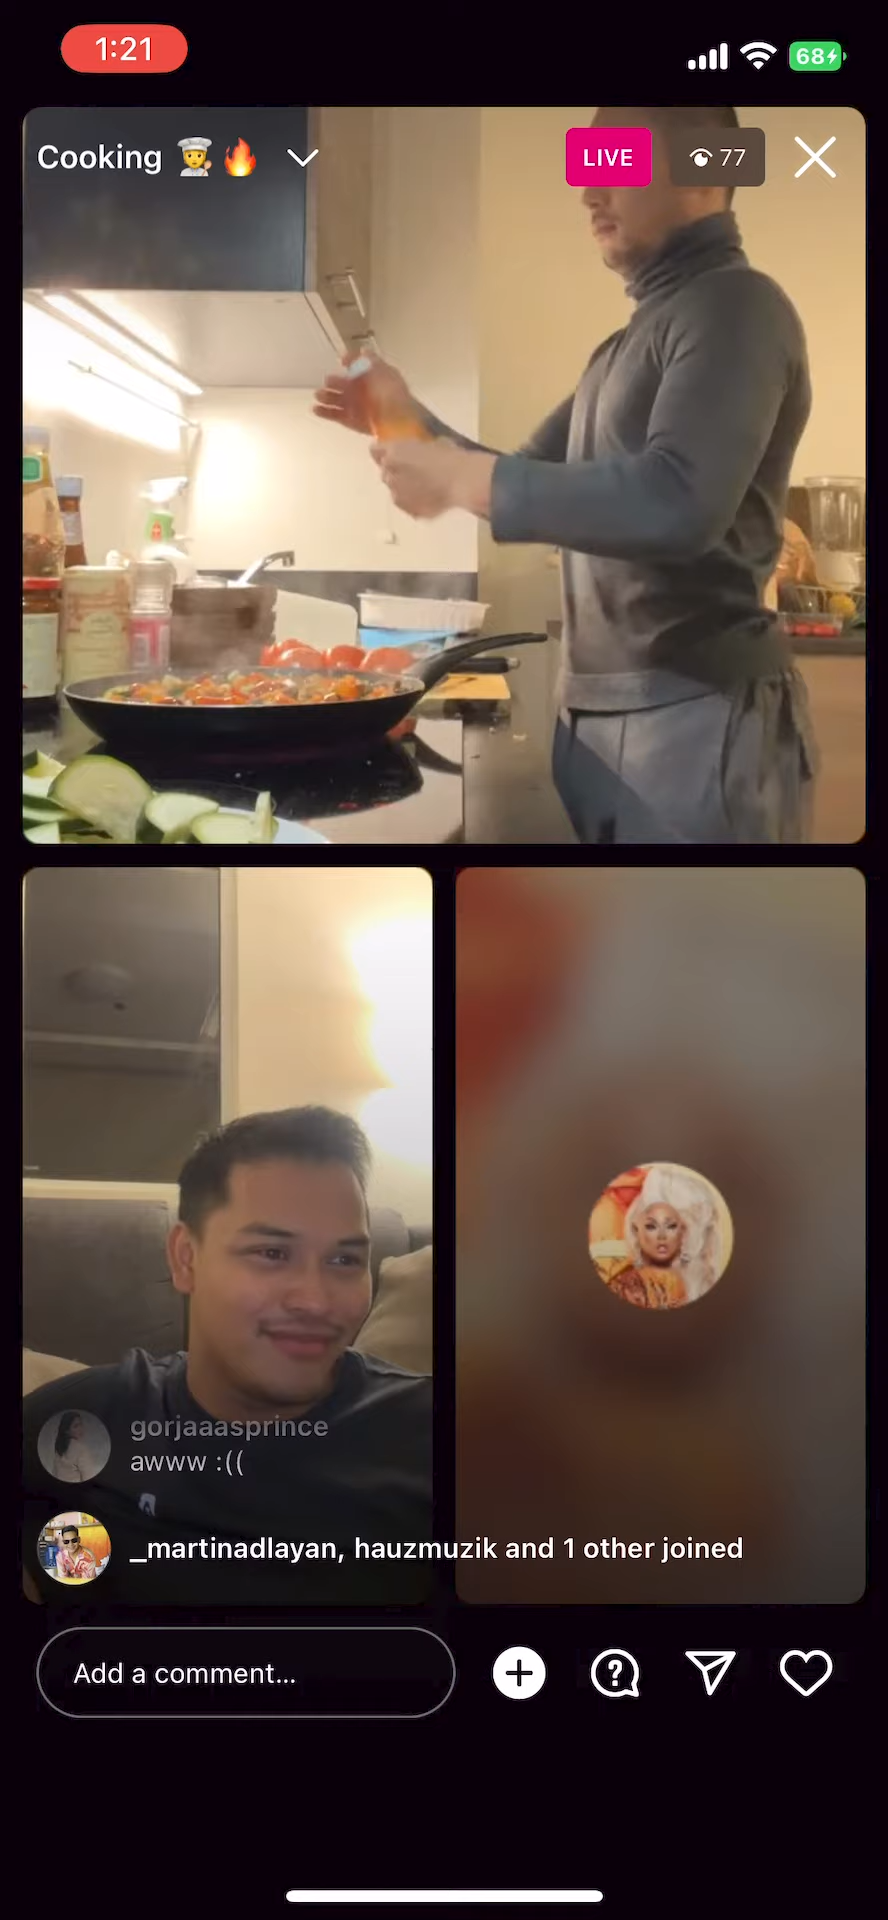 1:21
68
Cooking 👨‍🍳🔥
LIVE
77
gorjaaasprince
awww :((
_martinadlayan, hauzmuzik and 1 other joined
Add a comment...